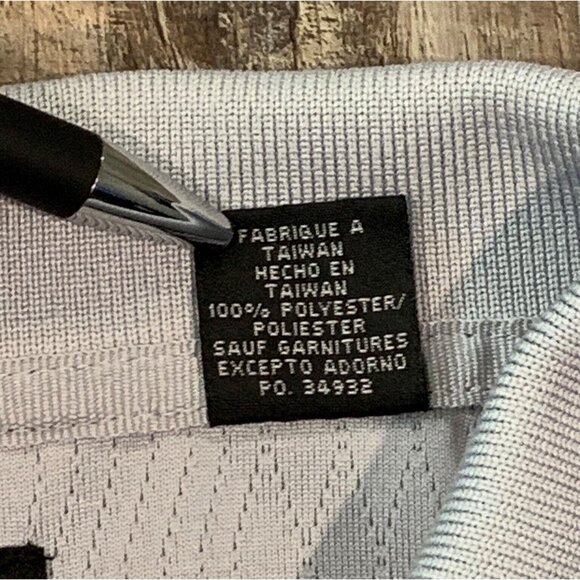 FABRIQUE A
TAIWAN
HECHO EN
TAIWAN
100% POLYESTER/
POLIESTER
SAUF GARNITURES
EXCEPTO ADORNO
PO. 34932